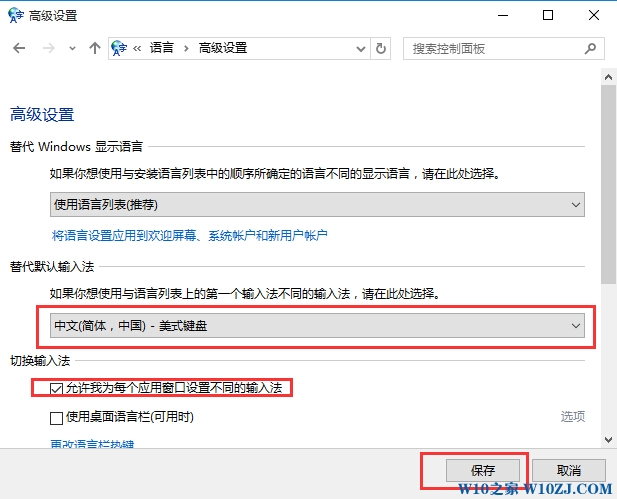 高级设置
« 语言 › 高级设置
搜索控制面板
高级设置
替代 Windows 显示语言
如果你想使用与安装语言列表中的顺序所确定的语言不同的显示语言，请在此处选择。
使用语言列表(推荐)
将语言设置应用到欢迎屏幕、系统帐户和新用户帐户
替代默认输入法
如果你想使用与语言列表上的第一个输入法不同的输入法，请在此处选择。
中文(简体，中国) - 美式键盘
切换输入法
允许我为每个应用窗口设置不同的输入法
使用桌面语言栏(可用时)
选项
更改语言栏热键
保存
取消
W10之家 W10ZJ.COM